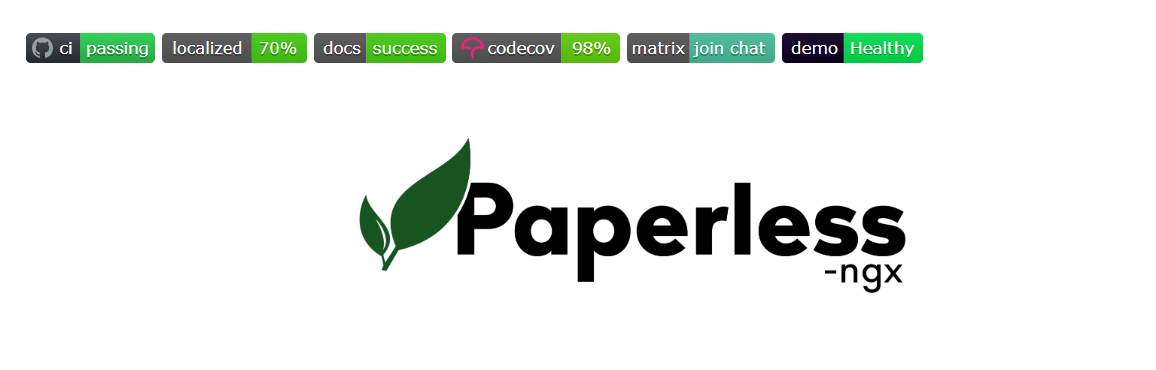 ci passing localized 70% docs success codecov 98% matrix join chat demo Healthy
Paperless
-ngx